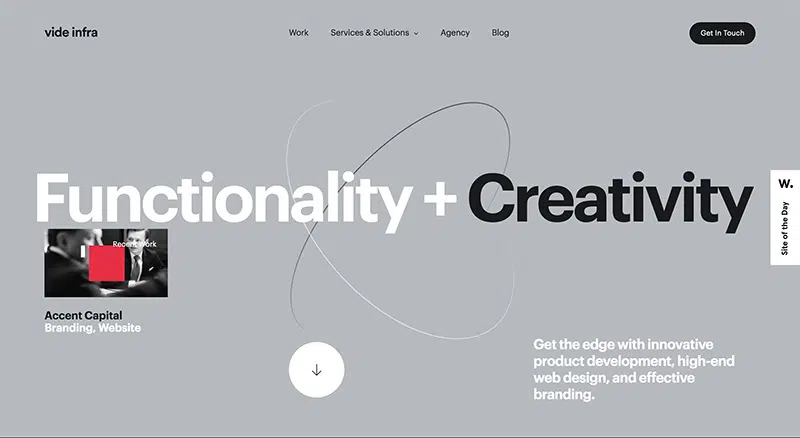 vide infra
Work
Services & Solutions
Agency
Blog
Get In Touch
Functionality + Creativity
W.
Site of the Day
Recent Work
Accent Capital
Branding, Website
Get the edge with innovative
product development, high-end
web design, and effective
branding.